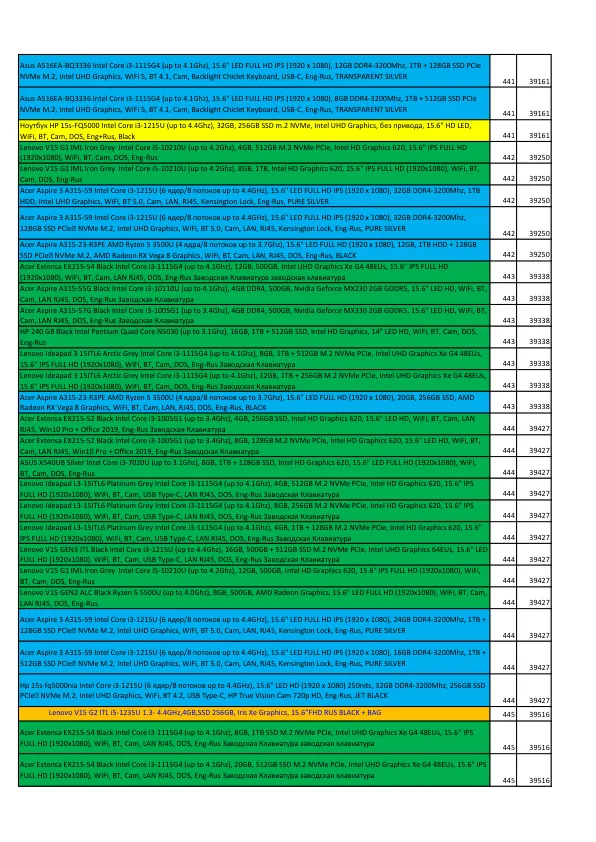 Asus A516EA-BQ3336 Intel Core i3-1115G4 (up to 4.1Ghz), 15.6" LED FULL HD IPS (1920 x 1080), 12GB DDR4-3200Mhz, 1TB + 128GB SSD PCIe
NVMe M.2, Intel UHD Graphics, WiFi 5, BT 4.1, Cam, Backlight Chiclet Keyboard, USB-C, Eng-Rus, TRANSPARENT SILVER 441 39161
Asus A516EA-BQ3336 Intel Core i3-1115G4 (up to 4.1Ghz), 15.6" LED FULL HD IPS (1920 x 1080), 8GB DDR4-3200Mhz, 1TB + 512GB SSD PCIe
NVMe M.2, Intel UHD Graphics, WiFi 5, BT 4.1, Cam, Backlight Chiclet Keyboard, USB-C, Eng-Rus, TRANSPARENT SILVER 441 39161
Ноутбук HP 15s-FQ5000 Intel Core i3-1215U (up to 4.4Ghz), 32GB, 256GB SSD m.2 NVMe, Intel UHD Graphics, без привода, 15.6" HD LED,
WiFi, BT, Cam, DOS, Eng+Rus, Black 441 39161
Lenovo V15 G1 IML Iron Grey Intel Core i5-10210U (up to 4.2GHz), 4GB, 512GB M.2 NVMe PCIe, Intel HD Graphics 620, 15.6" IPS FULL HD
(1920x1080), WiFi, BT, Cam, DOS, Eng-Rus 442 39250
Lenovo V15 G1 IML Iron Grey Intel Core i5-10210U (up to 4.2GHz), 8GB, 1TB, Intel HD Graphics 620, 15.6" IPS FULL HD (1920x1080), WiFi, BT,
Cam, DOS, Eng-Rus 442 39250
Acer Aspire 3 A315-59 Intel Core i3-1215U (6 ядер/8 потоков up to 4.4GHz), 15.6" LED FULL HD IPS (1920 x 1080), 32GB DDR4-3200Mhz, 1TB
HDD, Intel UHD Graphics, WiFi, BT 5.0, Cam, LAN, RJ45, Kensington Lock, Eng-Rus, PURE SILVER 442 39250
Acer Aspire 3 A315-59 Intel Core i3-1215U (6 ядер/8 потоков up to 4.4GHz), 15.6" LED FULL HD IPS (1920 x 1080), 32GB DDR4-3200Mhz,
128GB SSD PCIe!! NVMe M.2, Intel UHD Graphics, WiFi, BT 5.0, Cam, LAN, RJ45, Kensington Lock, Eng-Rus, PURE SILVER 442 39250
Acer Aspire A315-23-R3PE AMD Ryzen 5 3500U (4 ядра/8 потоков up to 3.7Ghz), 15.6" LED FULL HD (1920 x 1080), 12GB, 1TB HDD + 128GB
SSD PCIe!! NVMe M.2, AMD Radeon RX Vega 8 Graphics, WiFi, BT, Cam, LAN, RJ45, DOS, Eng-Rus, BLACK 442 39250
Acer Extensa EX215-54 Black Intel Core i3-1115G4 (up to 4.1Ghz), 12GB, 500GB, intel UHD Graphics Xe G4 48EUs, 15.6" IPS FULL HD
(1920x1080), WiFi, BT, Cam, LAN RJ45, DOS, Eng-Rus Заводская Клавиатура заводская клавиатура 443 39338
Acer Aspire A315-55G Black Intel Core i3-10110U (up to 4.1GHz), 4GB DDR4, 500GB, Nvidia Geforce MX230 2GB GDDR5, 15.6" LED HD, WiFi, BT,
Cam, LAN RJ45, DOS, Eng-Rus Заводская Клавиатура 443 39338
Acer Aspire A315-57G Black Intel Core i3-1005G1 (up to 3.4GHz), 4GB DDR4, 500GB, Nvidia Geforce MX330 2GB GDDR5, 15.6" LED HD, WiFi, BT,
Cam, LAN RJ45, DOS, Eng-Rus Заводская Клавиатура 443 39338
HP 240 G8 Black Intel Pentium Quad Core N5030 (up to 3.1Ghz), 16GB, 1TB + 512GB SSD, Intel HD Graphics, 14" LED HD, WiFi, BT, Cam, DOS,
Eng-Rus 443 39338
Lenovo Ideapad 3 15ITL6 Arctic Grey Intel Core i3-1115G4 (up to 4.1Ghz), 8GB, 1TB + 512GB M.2 NVMe PCIe, Intel UHD Graphics Xe G4 48EUs,
15.6" IPS FULL HD (1920x1080), WiFi, BT, Cam, DOS, Eng-Rus Заводская Клавиатура 443 39338
Lenovo Ideapad 3 15ITL6 Arctic Grey Intel Core i3-1115G4 (up to 4.1Ghz), 12GB, 1TB + 256GB M.2 NVMe PCIe, Intel UHD Graphics Xe G4 48EUs,
15.6" IPS FULL HD (1920x1080), WiFi, BT, Cam, DOS, Eng-Rus Заводская Клавиатура 443 39338
Acer Aspire A315-23-R3PE AMD Ryzen 5 3500U (4 ядра/8 потоков up to 3.7Ghz), 15.6" LED FULL HD (1920 x 1080), 20GB, 256GB SSD, AMD
Radeon RX Vega 8 Graphics, WiFi, BT, Cam, LAN, RJ45, DOS, Eng-Rus, BLACK 443 39338
Acer Extensa EX215-52 Black Intel Core i3-1005G1 (up to 3.4GHz), 4GB, 256GB SSD, Intel HD Graphics 620, 15.6" LED HD, WiFi, BT, Cam, LAN
RJ45, Win10 Pro + Office 2019, Eng-Rus Заводская Клавиатура 444 39427
Acer Extensa EX215-52 Black Intel Core i3-1005G1 (up to 3.4GHz), 8GB, 128GB M.2 NVMe PCIe, Intel HD Graphics 620, 15.6" LED HD, WiFi, BT,
Cam, LAN RJ45, Win10 Pro + Office 2019, Eng-Rus Заводская Клавиатура 444 39427
ASUS X540UB Silver Intel Core i3-7020U (up to 3.1Ghz), 8GB, 1TB + 128GB SSD, Intel HD Graphics 620, 15.6" LED FULL HD (1920x1080), WiFi,
BT, Cam, DOS, Eng-Rus 444 39427
Lenovo Ideapad L3-15ITL6 Platinum Grey Intel Core i3-1115G4 (up to 4.1Ghz), 4GB, 512GB M.2 NVMe PCIe, Intel HD Graphics 620, 15.6" IPS
FULL HD (1920x1080), WiFi, BT, Cam, USB Type-C, LAN RJ45, Eng-Rus Заводская Клавиатура 444 39427
Lenovo Ideapad L3-15ITL6 Platinum Grey Intel Core i3-1115G4 (up to 4.1Ghz), 8GB, 256GB M.2 NVMe PCIe, Intel HD Graphics 620, 15.6" IPS
FULL HD (1920x1080), WiFi, BT, Cam, USB Type-C, LAN RJ45, Eng-Rus Заводская Клавиатура 444 39427
Lenovo Ideapad L3-15ITL6 Platinum Grey Intel Core i3-1115G4 (up to 4.1Ghz), 4GB, 1TB + 128GB M.2 NVMe PCIe, Intel HD Graphics 620, 15.6"
IPS FULL HD (1920x1080), WiFi, BT, Cam, USB Type-C, LAN RJ45, Eng-Rus Заводская Клавиатура 444 39427
Lenovo V15 GEN3 ITL Black Intel Core i3-1215U (up to 4.4GHz), 16GB, 500GB + 512GB SSD M.2 NVMe PCIe, Intel UHD Graphics 64EUs, 15.6" LED
FULL HD (1920x1080), WiFi, BT, Cam, LAN RJ45, DOS, Eng-Rus Заводская Клавиатура 444 39427
Lenovo V15 G1 IML Iron Grey Intel Core i5-10210U (up to 4.2GHz), 12GB, 500GB, Intel HD Graphics 620, 15.6" IPS FULL HD (1920x1080), WiFi,
BT, Cam, DOS, Eng-Rus 444 39427
Lenovo V15 GEN2 ALC Black Ryzen 5 5500U (up to 4.0Ghz), 8GB, 500GB, AMD Radeon Graphics, 15.6" LED FULL HD (1920x1080), WiFi, BT, Cam,
LAN RJ45, DOS, Eng-Rus 444 39427
Acer Aspire 3 A315-59 Intel Core i3-1215U (6 ядер/8 потоков up to 4.4GHz), 15.6" LED FULL HD IPS (1920 x 1080), 24GB DDR4-3200Mhz, 1TB +
128GB SSD PCIe!! NVMe M.2, Intel UHD Graphics, WiFi, BT 5.0, Cam, LAN, RJ45, Kensington Lock, Eng-Rus, PURE SILVER 444 39427
Acer Aspire 3 A315-59 Intel Core i3-1215U (6 ядер/8 потоков up to 4.4GHz), 15.6" LED FULL HD IPS (1920 x 1080), 16GB DDR4-3200Mhz, 1TB +
512GB SSD PCIe!! NVMe M.2, Intel UHD Graphics, WiFi, BT 5.0, Cam, LAN, RJ45, Kensington Lock, Eng-Rus, PURE SILVER 444 39427
Hp 15s-fq5000nia Intel Core i3-1215U (6 ядер/8 потоков up to 4.4GHz), 15.6" LED HD (1920 x 1080) 250nits, 32GB DDR4-3200Mhz, 256GB SSD
PCIe!! NVMe M.2, Intel UHD Graphics, WiFi, BT 4.2, USB Type-C, HP True Vision Cam 720p HD, Eng-Rus, JET BLACK 444 39427
Lenovo V15 G2 ITL i5-1235U 1.3- 4.4GHz,4GB,SSD 256GB, Iris Xe Graphics, 15.6"FHD RUS BLACK + BAG 445 39516
Acer Extensa EX215-54 Black Intel Core i3-1115G4 (up to 4.1Ghz), 8GB, 1TB SSD M.2 NVMe PCIe, Intel UHD Graphics Xe G4 48EUs, 15.6" IPS
FULL HD (1920x1080), WiFi, BT, Cam, LAN RJ45, DOS, Eng-Rus Заводская Клавиатура заводская клавиатура 445 39516
Acer Extensa EX215-54 Black Intel Core i3-1115G4 (up to 4.1Ghz), 20GB, 512GB SSD M.2 NVMe PCIe, Intel UHD Graphics Xe G4 48EUs, 15.6" IPS
FULL HD (1920x1080), WiFi, BT, Cam, LAN RJ45, DOS, Eng-Rus Заводская Клавиатура заводская клавиатура 445 39516